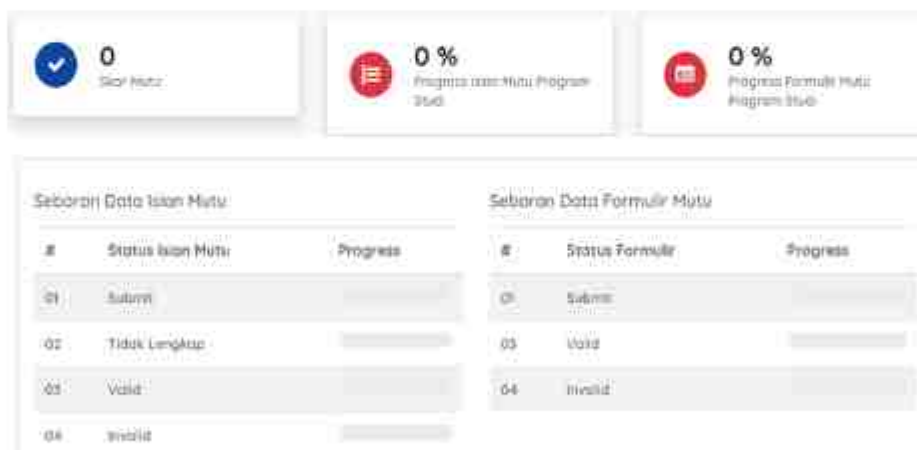 0
Skor Mutu
0 %
Progress Isian Mutu Program
Studi
0 %
Progress Formulir Mutu
Program Studi
Sebaran Data Isian Mutu
# Status Isian Mutu Progress
01 Submit
02 Tidak Lengkap
03 Valid
04 Invalid
Sebaran Data Formulir Mutu
# Status Formulir Progress
01 Submit
03 Valid
04 Invalid